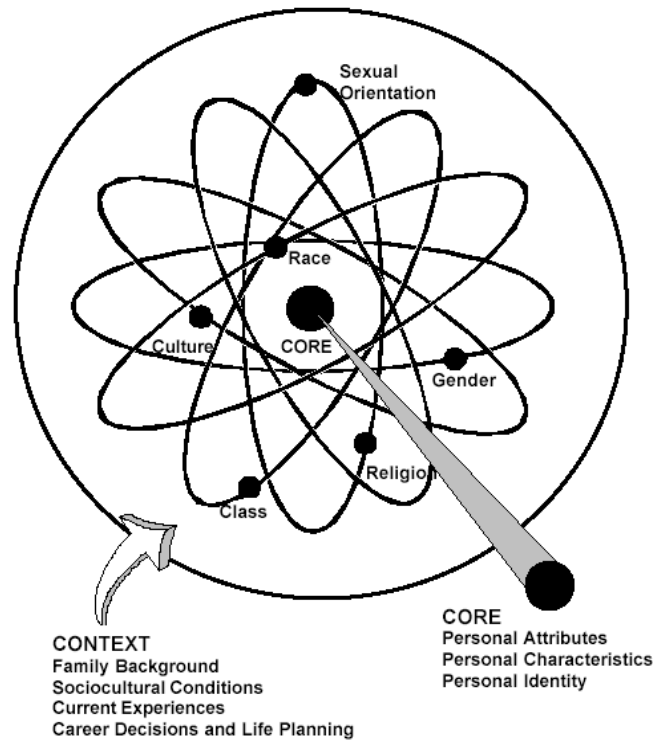 Sexual
Orientation
Race
Culture
CORE
Gender
Religion
Class
CONTEXT
Family Background
Sociocultural Conditions
Current Experiences
Career Decisions and Life Planning
CORE
Personal Attributes
Personal Characteristics
Personal Identity